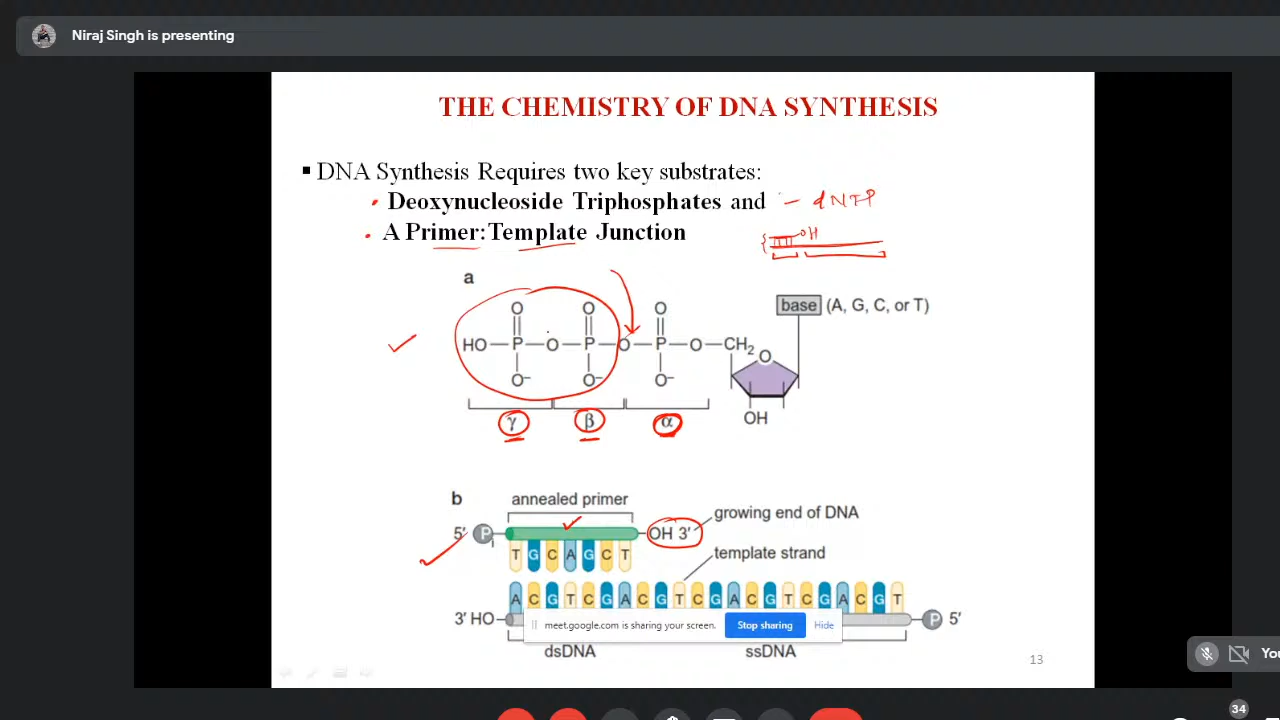 Niraj Singh is presenting
THE CHEMISTRY OF DNA SYNTHESIS
▪ DNA Synthesis Requires two key substrates:
• Deoxynucleoside Triphosphates and – dNTP
• A Primer:Template Junction
OH
a
base (A, G, C, or T)
O O O
HO P O P O P O CH2 O
O– O– O–
OH
γ β α
b
annealed primer
growing end of DNA
5′ P OH 3′
template strand
T G C A G C T
A C G T C G A C G T C G A C G T C G A C G T
3′ HO P 5′
meet.google.com is sharing your screen. Stop sharing Hide
dsDNA ssDNA
13
You
34